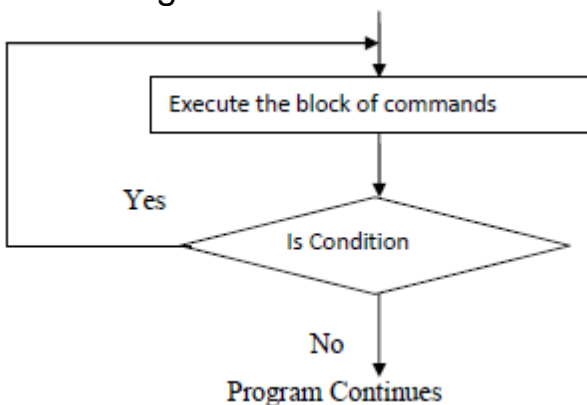 Execute the block of commands
Yes
Is Condition
No
Program Continues